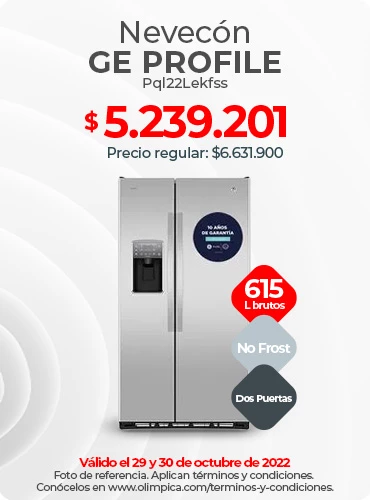 Nevecón
GE PROFILE
Pql22Lekfss
$ 5.239.201
Precio regular: $6.631.900
10 AÑOS
DE GARANTÍA
615
L brutos
No Frost
Dos Puertas
Válido el 29 y 30 de octubre de 2022
Foto de referencia. Aplican términos y condiciones.
Conócelos en www.olimpica.com/terminos-y-condiciones.